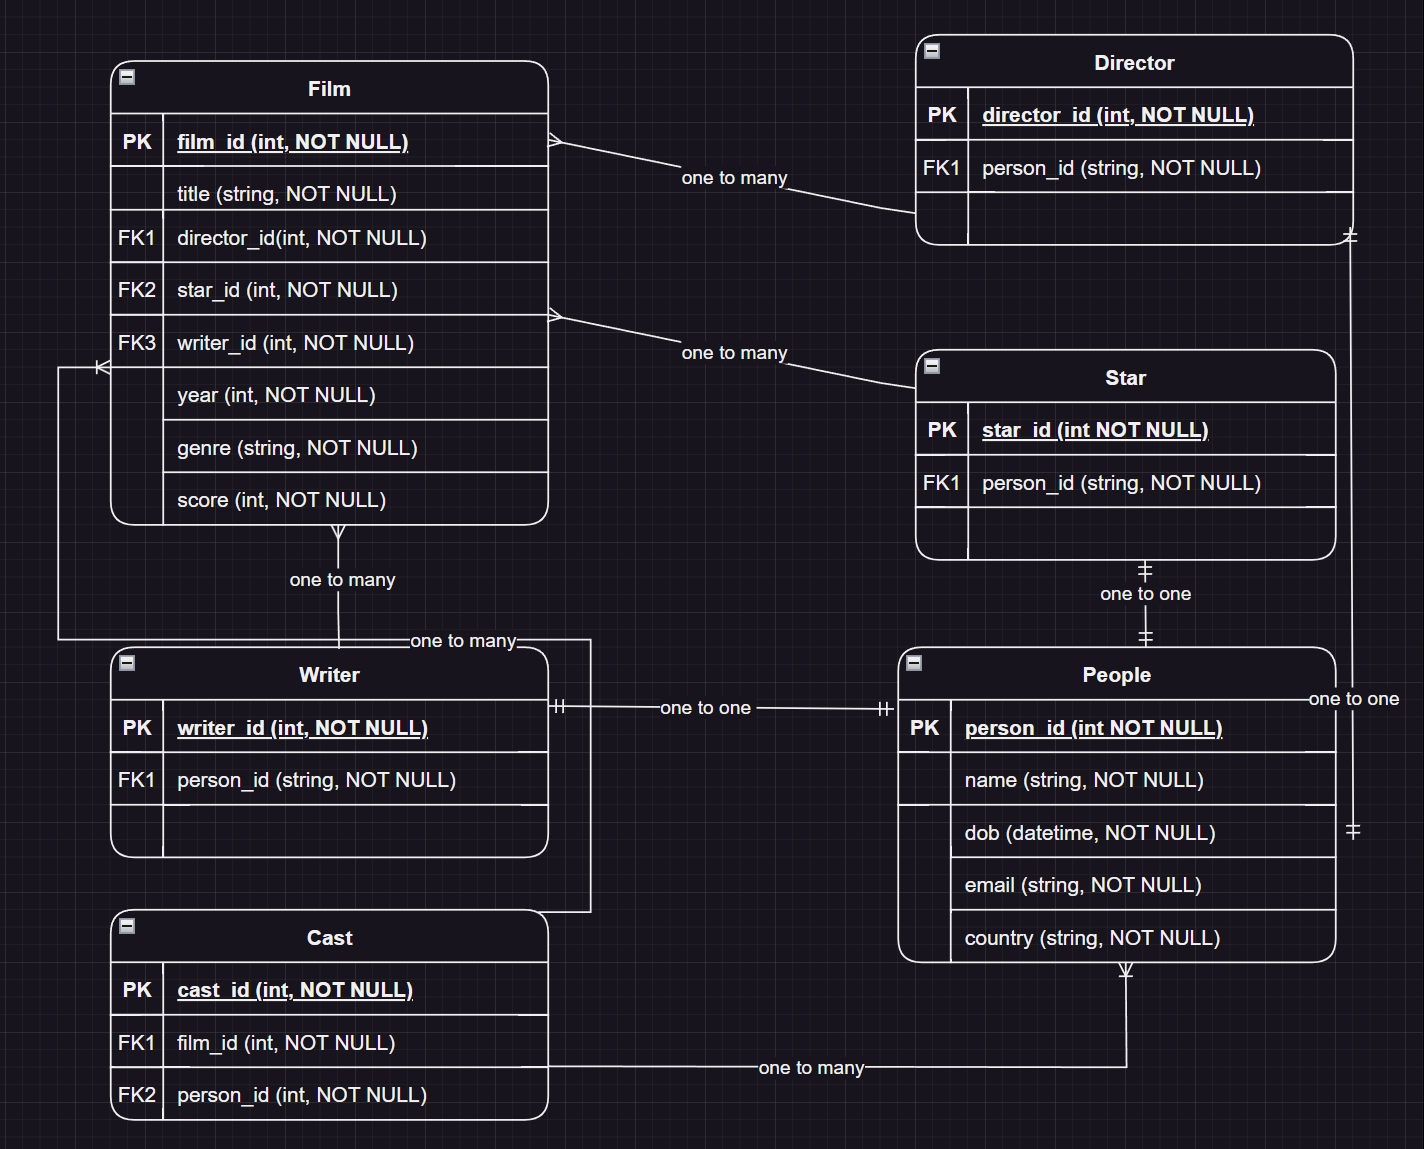 Film
PK film_id (int, NOT NULL)
title (string, NOT NULL)
FK1 director_id(int, NOT NULL)
FK2 star_id (int, NOT NULL)
FK3 writer_id (int, NOT NULL)
year (int, NOT NULL)
genre (string, NOT NULL)
score (int, NOT NULL)
Director
PK director_id (int, NOT NULL)
FK1 person_id (string, NOT NULL)
one to many
one to many
Star
PK star_id (int NOT NULL)
FK1 person_id (string, NOT NULL)
one to many
one to one
one to many
Writer
PK writer_id (int, NOT NULL)
FK1 person_id (string, NOT NULL)
one to one
People
one to one
PK person_id (int NOT NULL)
name (string, NOT NULL)
dob (datetime, NOT NULL)
email (string, NOT NULL)
country (string, NOT NULL)
Cast
PK cast_id (int, NOT NULL)
FK1 film_id (int, NOT NULL)
FK2 person_id (int, NOT NULL)
one to many